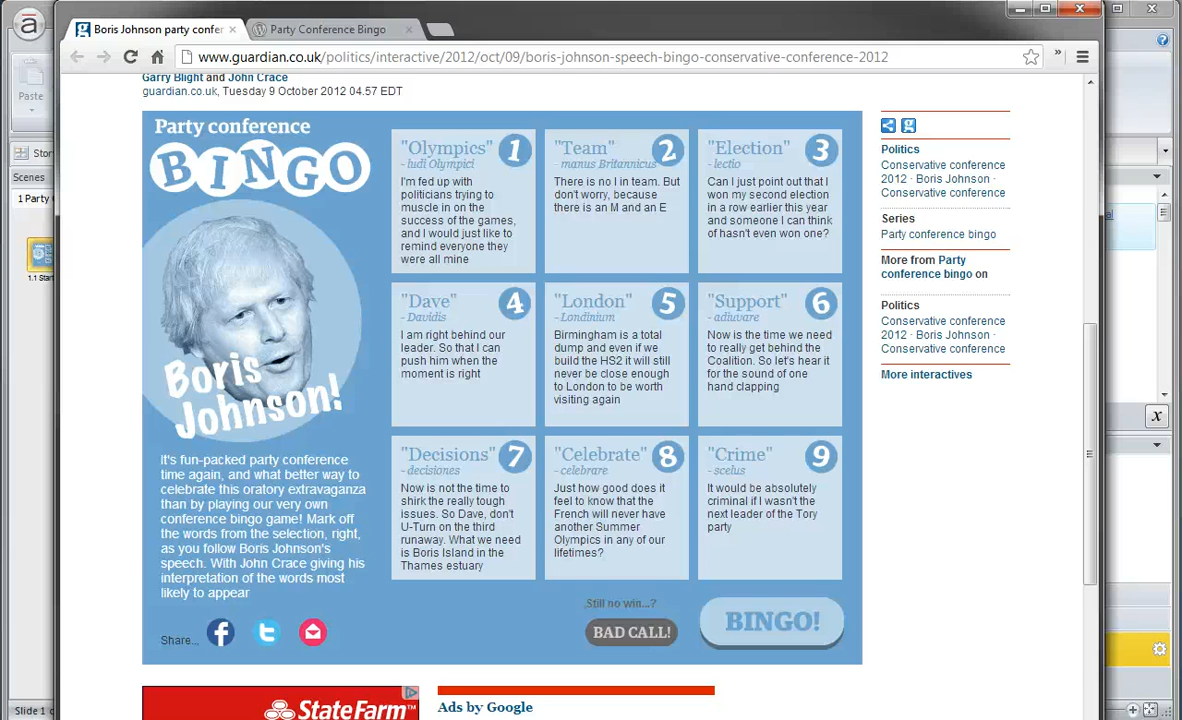 Boris Johnson party confer
Party Conference Bingo
www.guardian.co.uk/politics/interactive/2012/oct/09/boris-johnson-speech-bingo-conservative-conference-2012
Paste
Stor
Scenes
1 Party
1.1 Star
Slide 1 c
Garry Blight and John Crace
guardian.co.uk, Tuesday 9 October 2012 04.57 EDT
Party conference
BINGO
Boris
Johnson!
It's fun-packed party conference
time again, and what better way to
celebrate this oratory extravaganza
than by playing our very own
conference bingo game! Mark off
the words from the selection, right,
as you follow Boris Johnson's
speech. With John Crace giving his
interpretation of the words most
likely to appear
Share...
"Olympics" 1
- ludi Olympici
I'm fed up with
politicians trying to
muscle in on the
success of the games,
and I would just like to
remind everyone they
were all mine
"Team" 2
- manus Britannicus
There is no I in team. But
don't worry, because
there is an M and an E
"Election" 3
- lectio
Can I just point out that I
won my second election
in a row earlier this year
and someone I can think
of hasn't even won one?
"Dave" 4
- Davidis
I am right behind our
leader. So that I can
push him when the
moment is right
"London" 5
- Londinium
Birmingham is a total
dump and even if we
build the HS2 it will still
never be close enough
to London to be worth
visiting again
"Support" 6
- adiuvare
Now is the time we need
to really get behind the
Coalition. So let's hear it
for the sound of one
hand clapping
"Decisions" 7
- decisiones
Now is not the time to
shirk the really tough
issues. So Dave, don't
U-Turn on the third
runaway. What we need
is Boris Island in the
Thames estuary
"Celebrate" 8
- celebrare
Just how good does it
feel to know that the
French will never have
another Summer
Olympics in any of our
lifetimes?
"Crime" 9
- scelus
It would be absolutely
criminal if I wasn't the
next leader of the Tory
party
Still no win...?
BAD CALL!
BINGO!
Politics
Conservative conference
2012 · Boris Johnson ·
Conservative conference
Series
Party conference bingo
More from Party
conference bingo on
Politics
Conservative conference
2012 · Boris Johnson ·
Conservative conference
More interactives
StateFarm™
Ads by Google